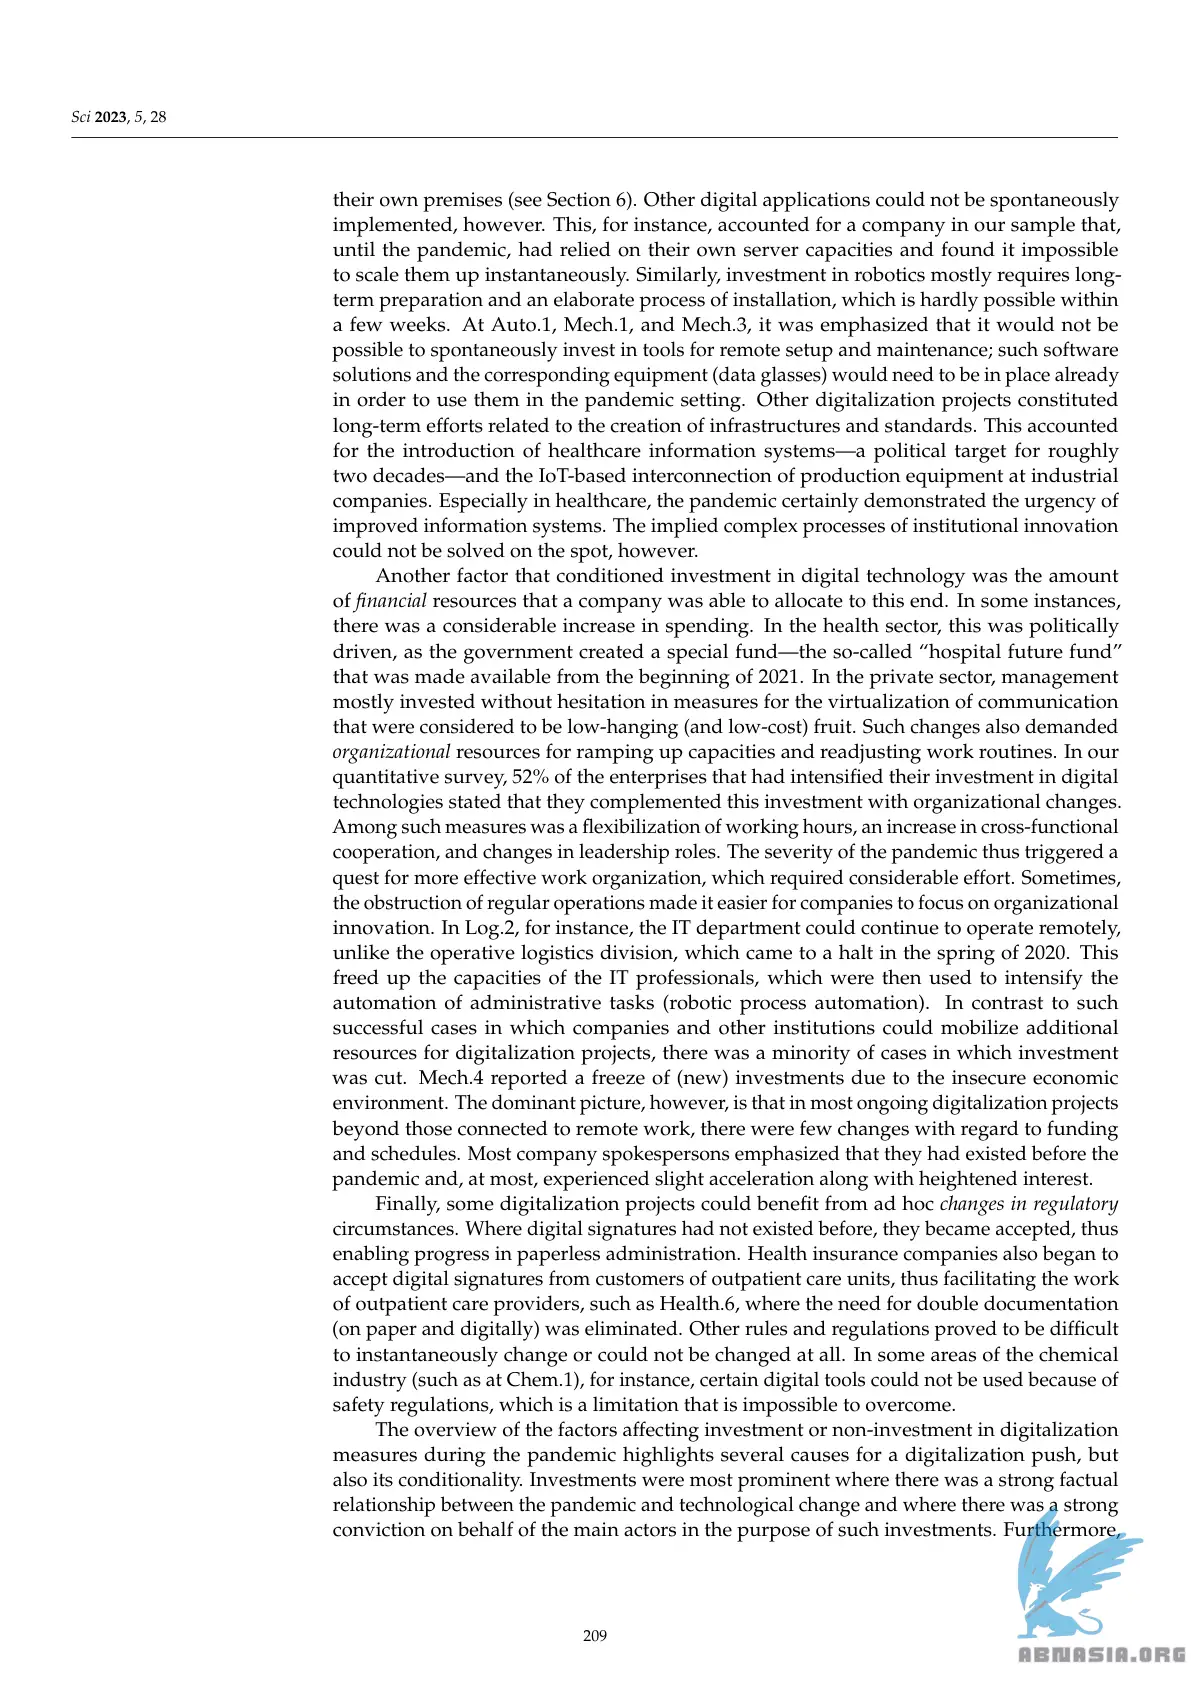 Sci 2023, 5, 28
their own premises (see Section 6). Other digital applications could not be spontaneously
implemented, however. This, for instance, accounted for a company in our sample that,
until the pandemic, had relied on their own server capacities and found it impossible
to scale them up instantaneously. Similarly, investment in robotics mostly requires long-
term preparation and an elaborate process of installation, which is hardly possible within
a few weeks. At Auto.1, Mech.1, and Mech.3, it was emphasized that it would not be
possible to spontaneously invest in tools for remote setup and maintenance; such software
solutions and the corresponding equipment (data glasses) would need to be in place already
in order to use them in the pandemic setting. Other digitalization projects constituted
long-term efforts related to the creation of infrastructures and standards. This accounted
for the introduction of healthcare information systems—a political target for roughly
two decades—and the IoT-based interconnection of production equipment at industrial
companies. Especially in healthcare, the pandemic certainly demonstrated the urgency of
improved information systems. The implied complex processes of institutional innovation
could not be solved on the spot, however.
Another factor that conditioned investment in digital technology was the amount
of financial resources that a company was able to allocate to this end. In some instances,
there was a considerable increase in spending. In the health sector, this was politically
driven, as the government created a special fund—the so-called “hospital future fund”
that was made available from the beginning of 2021. In the private sector, management
mostly invested without hesitation in measures for the virtualization of communication
that were considered to be low-hanging (and low-cost) fruit. Such changes also demanded
organizational resources for ramping up capacities and readjusting work routines. In our
quantitative survey, 52% of the enterprises that had intensified their investment in digital
technologies stated that they complemented this investment with organizational changes.
Among such measures was a flexibilization of working hours, an increase in cross-functional
cooperation, and changes in leadership roles. The severity of the pandemic thus triggered a
quest for more effective work organization, which required considerable effort. Sometimes,
the obstruction of regular operations made it easier for companies to focus on organizational
innovation. In Log.2, for instance, the IT department could continue to operate remotely,
unlike the operative logistics division, which came to a halt in the spring of 2020. This
freed up the capacities of the IT professionals, which were then used to intensify the
automation of administrative tasks (robotic process automation). In contrast to such
successful cases in which companies and other institutions could mobilize additional
resources for digitalization projects, there was a minority of cases in which investment
was cut. Mech.4 reported a freeze of (new) investments due to the insecure economic
environment. The dominant picture, however, is that in most ongoing digitalization projects
beyond those connected to remote work, there were few changes with regard to funding
and schedules. Most company spokespersons emphasized that they had existed before the
pandemic and, at most, experienced slight acceleration along with heightened interest.
Finally, some digitalization projects could benefit from ad hoc changes in regulatory
circumstances. Where digital signatures had not existed before, they became accepted, thus
enabling progress in paperless administration. Health insurance companies also began to
accept digital signatures from customers of outpatient care units, thus facilitating the work
of outpatient care providers, such as Health.6, where the need for double documentation
(on paper and digitally) was eliminated. Other rules and regulations proved to be difficult
to instantaneously change or could not be changed at all. In some areas of the chemical
industry (such as at Chem.1), for instance, certain digital tools could not be used because of
safety regulations, which is a limitation that is impossible to overcome.
The overview of the factors affecting investment or non-investment in digitalization
measures during the pandemic highlights several causes for a digitalization push, but
also its conditionality. Investments were most prominent where there was a strong factual
relationship between the pandemic and technological change and where there was a strong
conviction on behalf of the main actors in the purpose of such investments. Furthermore,
209
ABNASIA.ORG